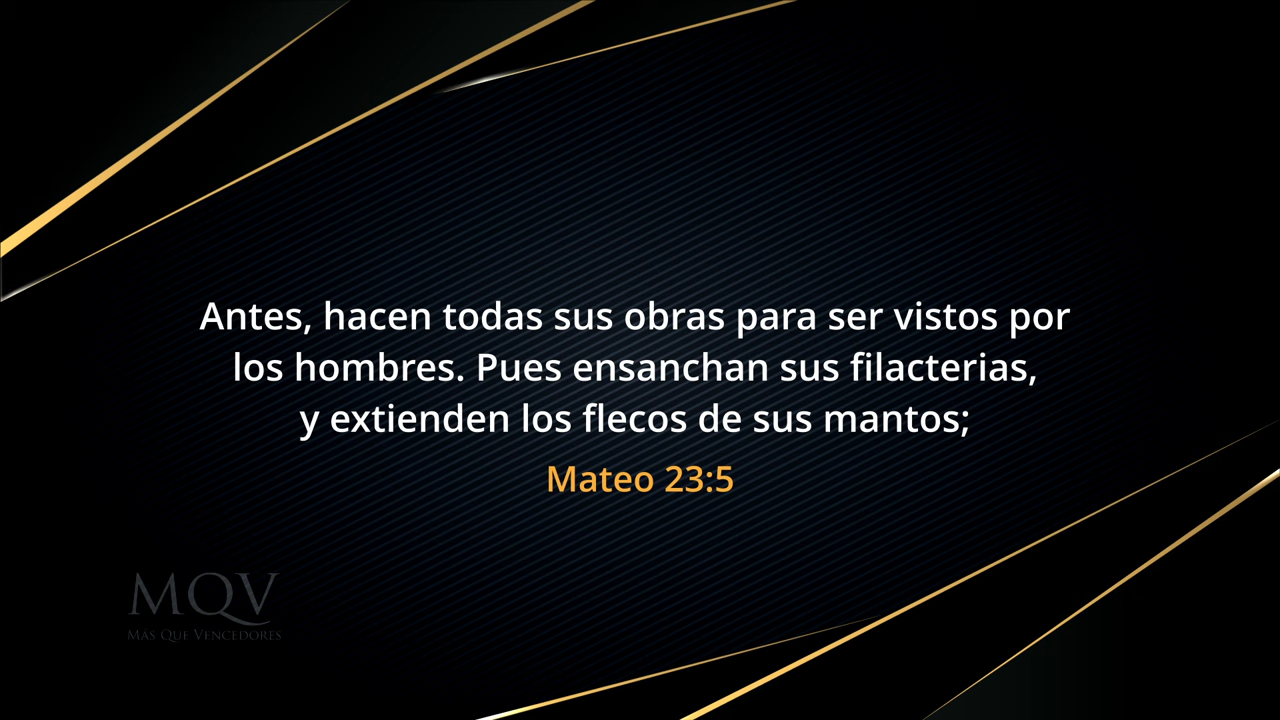 Antes, hacen todas sus obras para ser vistos por
los hombres. Pues ensanchan sus filacterias,
y extienden los flecos de sus mantos;
Mateo 23:5
MQV
MÁS QUE VENCEDORES